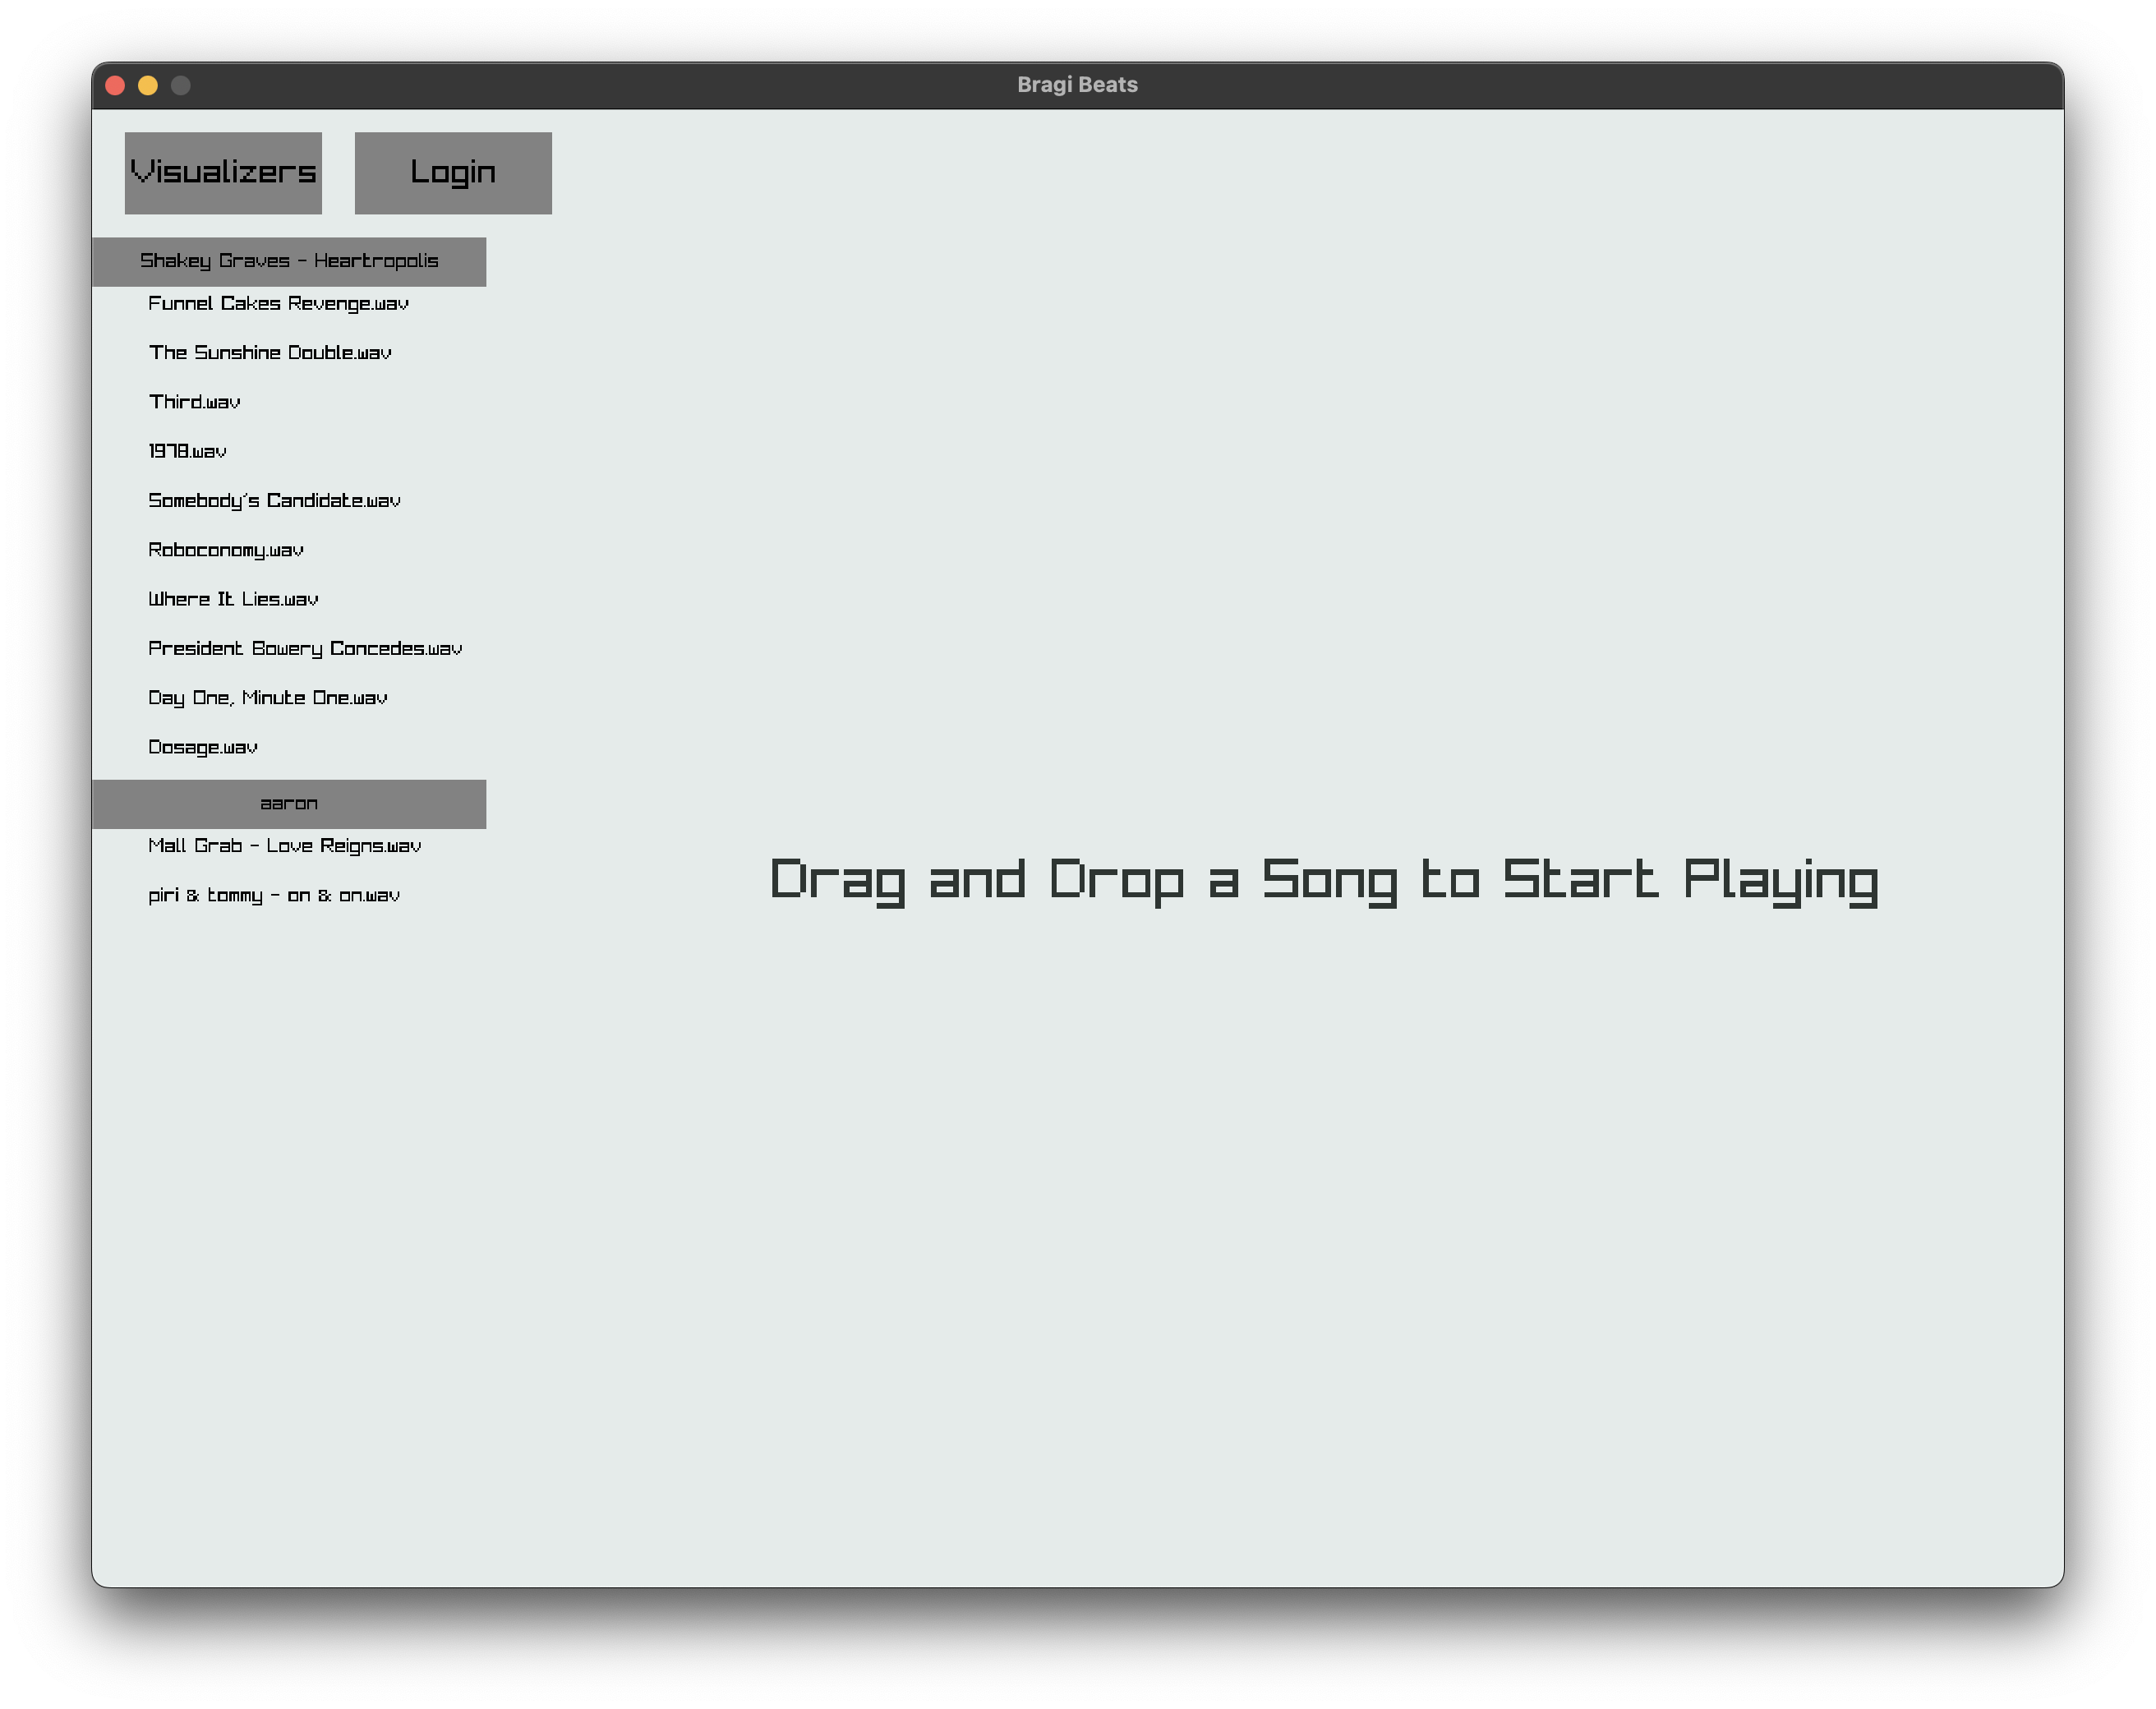 Bragi Beats
Visualizers
Login
Shakey Graves - Heartropolis
Funnel Cakes Revenge.wav
The Sunshine Double.wav
Third.wav
1978.wav
Somebody's Candidate.wav
Roboconomy.wav
Where It Lies.wav
President Bowery Concedes.wav
Day One, Minute One.wav
Dosage.wav
aaron
Mall Grab - Love Reigns.wav
piri & tommy - on & on.wav
Drag and Drop a Song to Start Playing